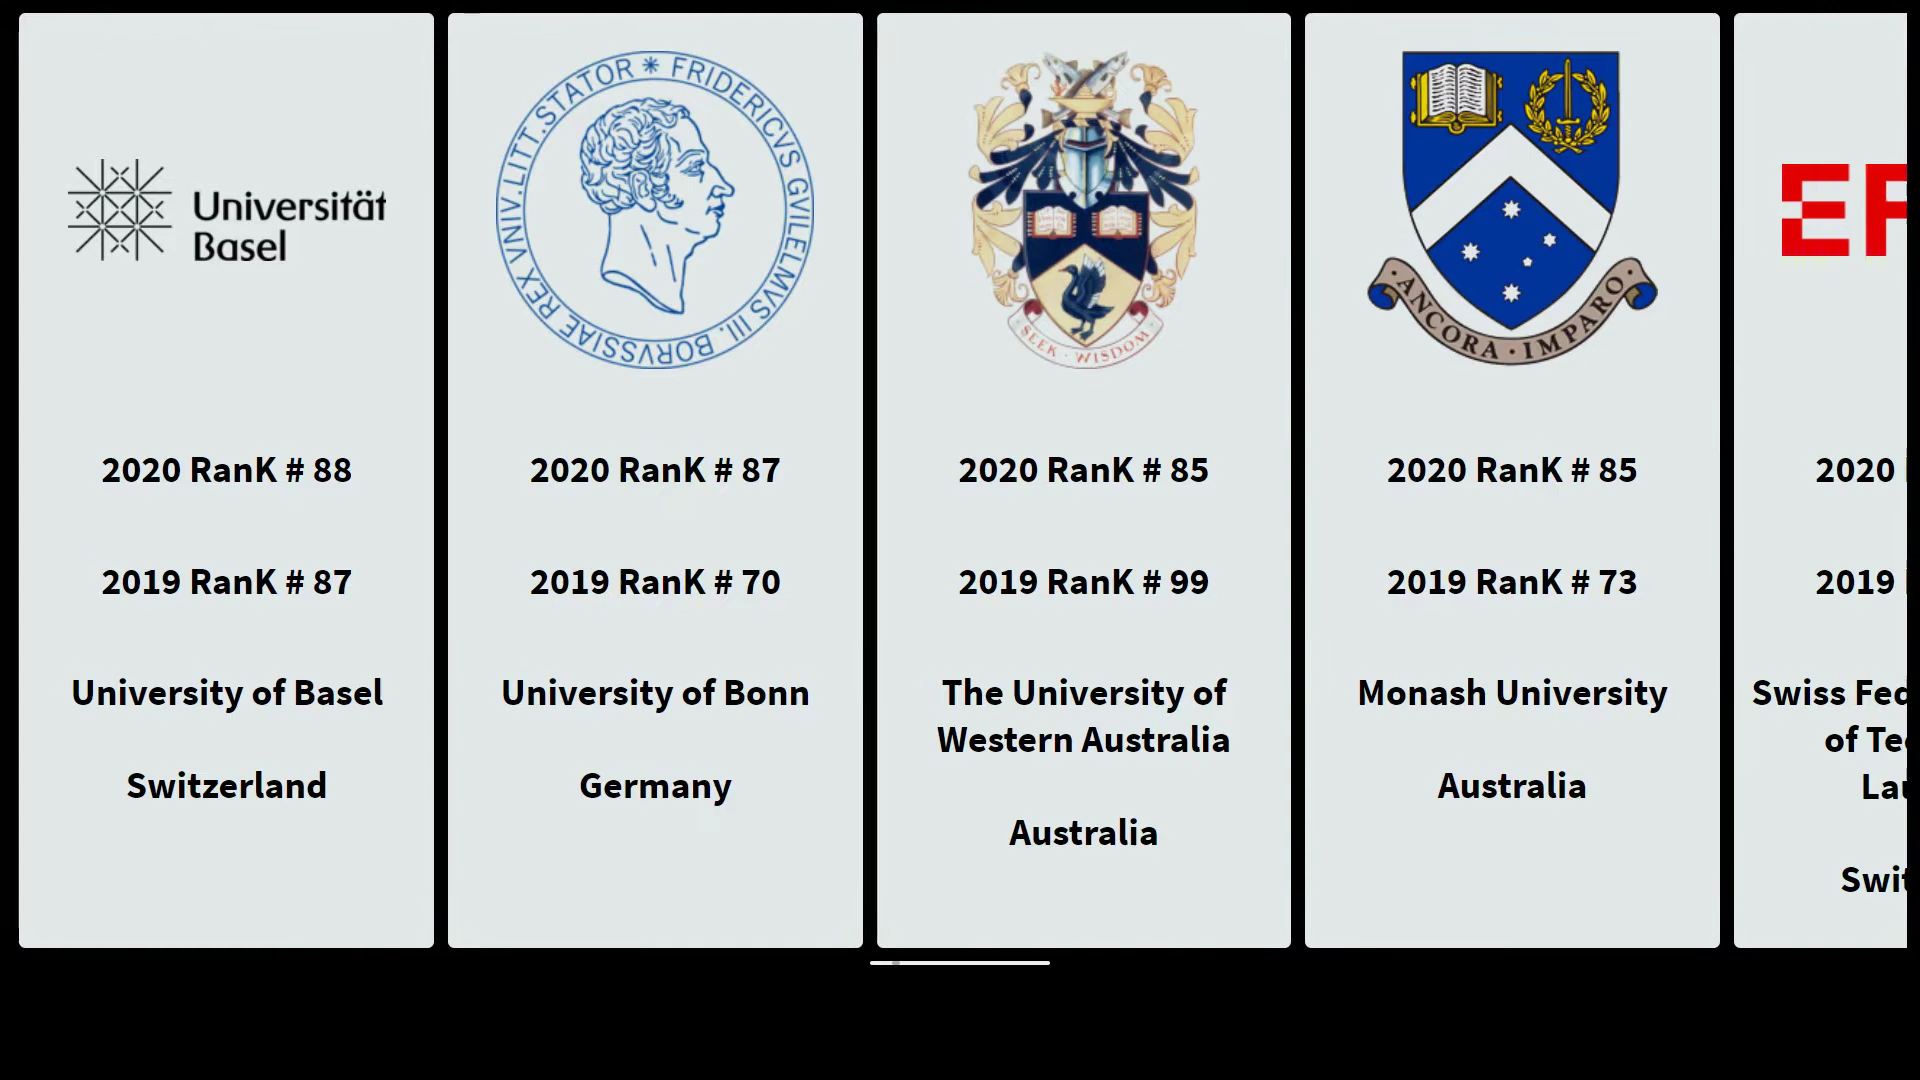 Universität
Basel
2020 RanK # 88
2019 RanK # 87
University of Basel
Switzerland
FRIDERICVS GVILELMVS III. BORVSSIAE REX VNIV.LITT.STATOR
2020 RanK # 87
2019 RanK # 70
University of Bonn
Germany
SEEK · WISDOM
2020 RanK # 85
2019 RanK # 99
The University of
Western Australia
Australia
ANCORA · IMPARO
2020 RanK # 85
2019 RanK # 73
Monash University
Australia
2020
2019
Swiss
of